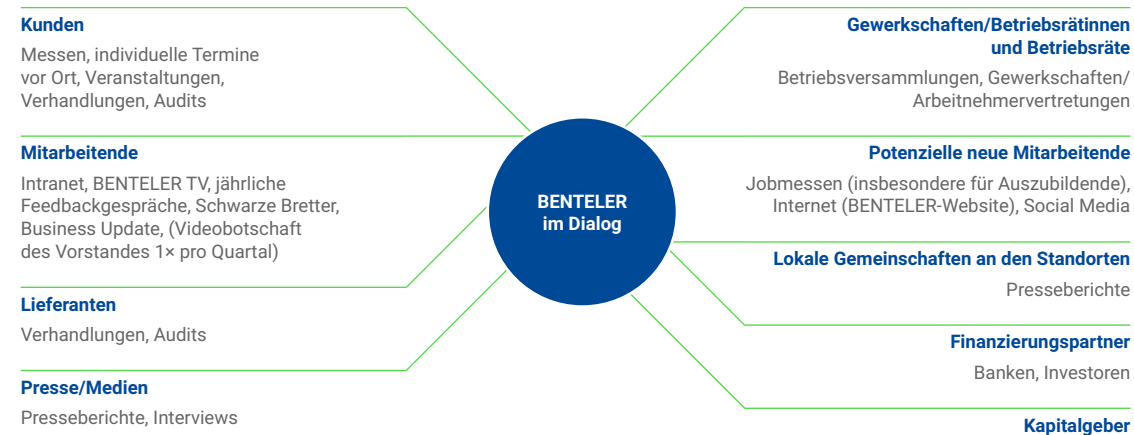 Kunden
Messen, individuelle Termine
vor Ort, Veranstaltungen,
Verhandlungen, Audits
Mitarbeitende
Intranet, BENTELER TV, jährliche
Feedbackgespräche, Schwarze Bretter,
Business Update, (Videobotschaft
des Vorstandes 1× pro Quartal)
Lieferanten
Verhandlungen, Audits
Presse/Medien
Presseberichte, Interviews
BENTELER
im Dialog
Gewerkschaften/Betriebsrätinnen
und Betriebsräte
Betriebsversammlungen, Gewerkschaften/
Arbeitnehmervertretungen
Potenzielle neue Mitarbeitende
Jobmessen (insbesondere für Auszubildende),
Internet (BENTELER-Website), Social Media
Lokale Gemeinschaften an den Standorten
Presseberichte
Finanzierungspartner
Banken, Investoren
Kapitalgeber